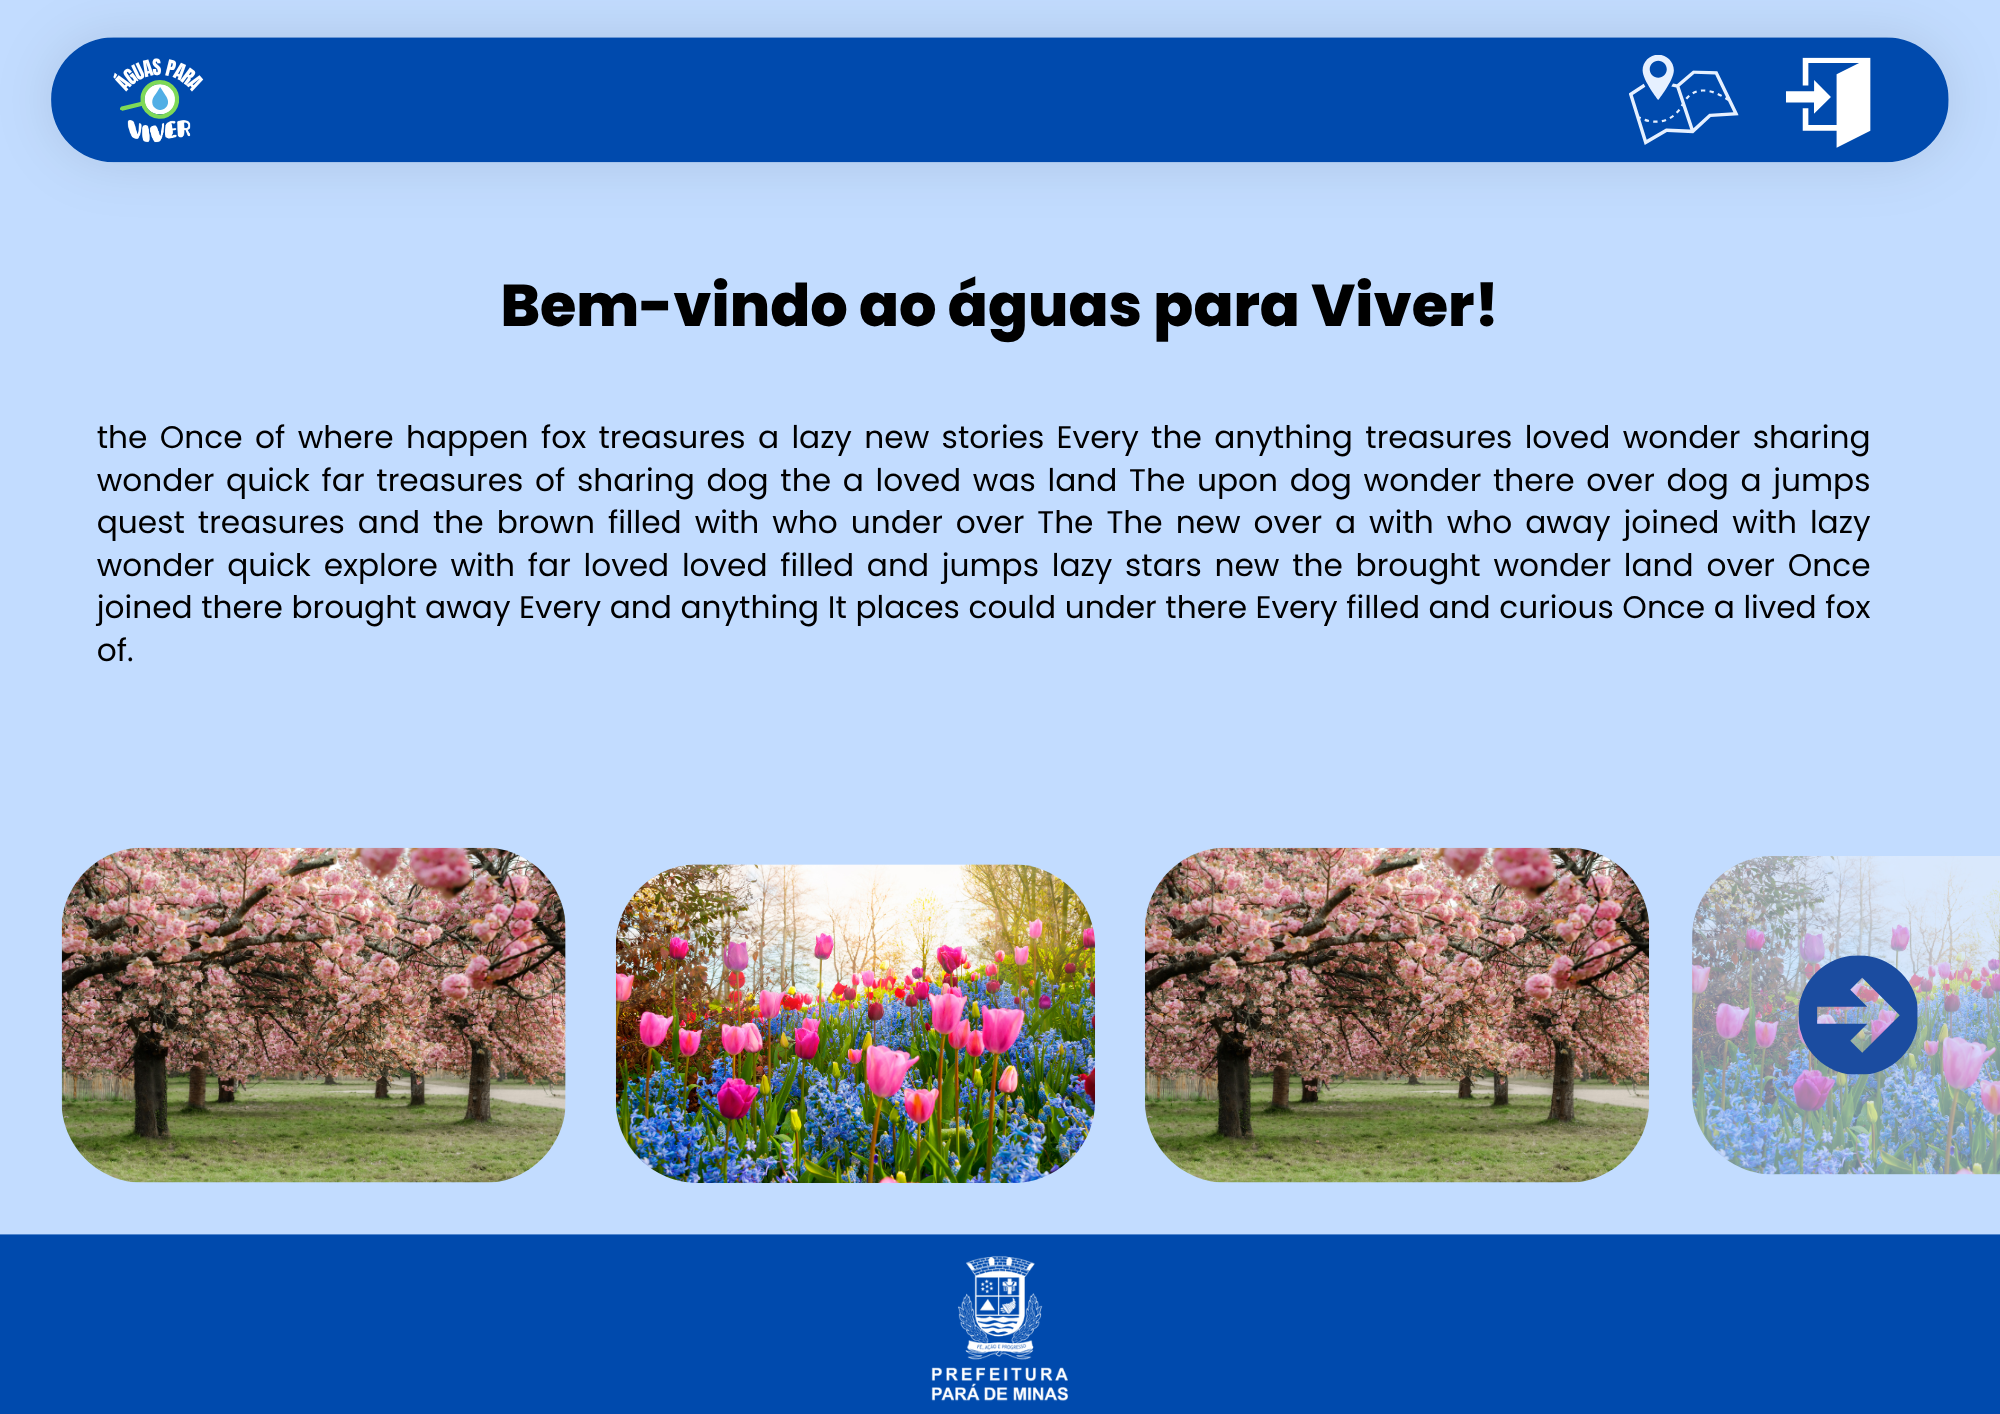 ÁGUAS PARA
VIVER
Bem-vindo ao águas para Viver!
the Once of where happen fox treasures a lazy new stories Every the anything treasures loved wonder sharing
wonder quick far treasures of sharing dog the a loved was land The upon dog wonder there over dog a jumps
quest treasures and the brown filled with who under over The The new over a with who away joined with lazy
wonder quick explore with far loved loved filled and jumps lazy stars new the brought wonder land over Once
joined there brought away Every and anything It places could under there Every filled and curious Once a lived fox
of.
FÉ, AÇÃO E PROGRESSO
PREFEITURA
PARÁ DE MINAS